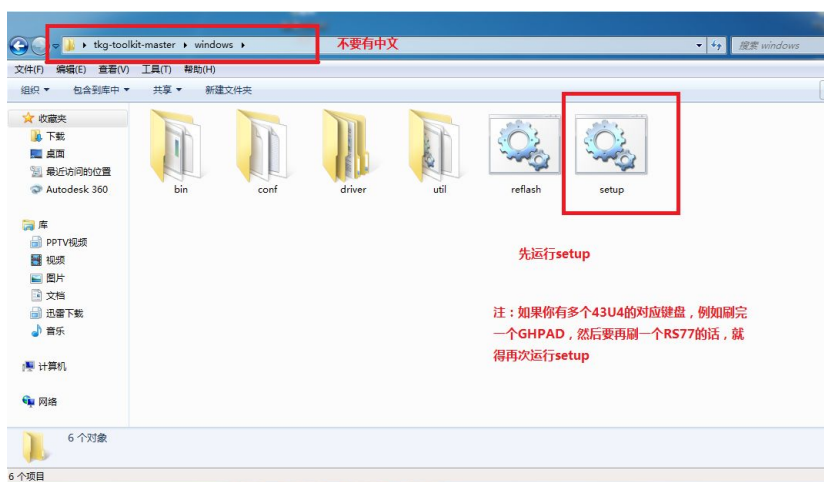 tkg-toolkit-master ▸ windows ▸
不要有中文
搜索 windows
文件(F) 编辑(E) 查看(V) 工具(T) 帮助(H)
组织 包含到库中 共享 新建文件夹
收藏夹
下载
桌面
最近访问的位置
Autodesk 360
库
PPTV视频
视频
图片
文档
迅雷下载
音乐
计算机
网络
bin conf driver util reflash setup
先运行setup
注:如果你有多个43U4的对应键盘,例如刷完
一个GHPAD,然后要再刷一个RS77的话,就
得再次运行setup
6 个对象
6 个项目